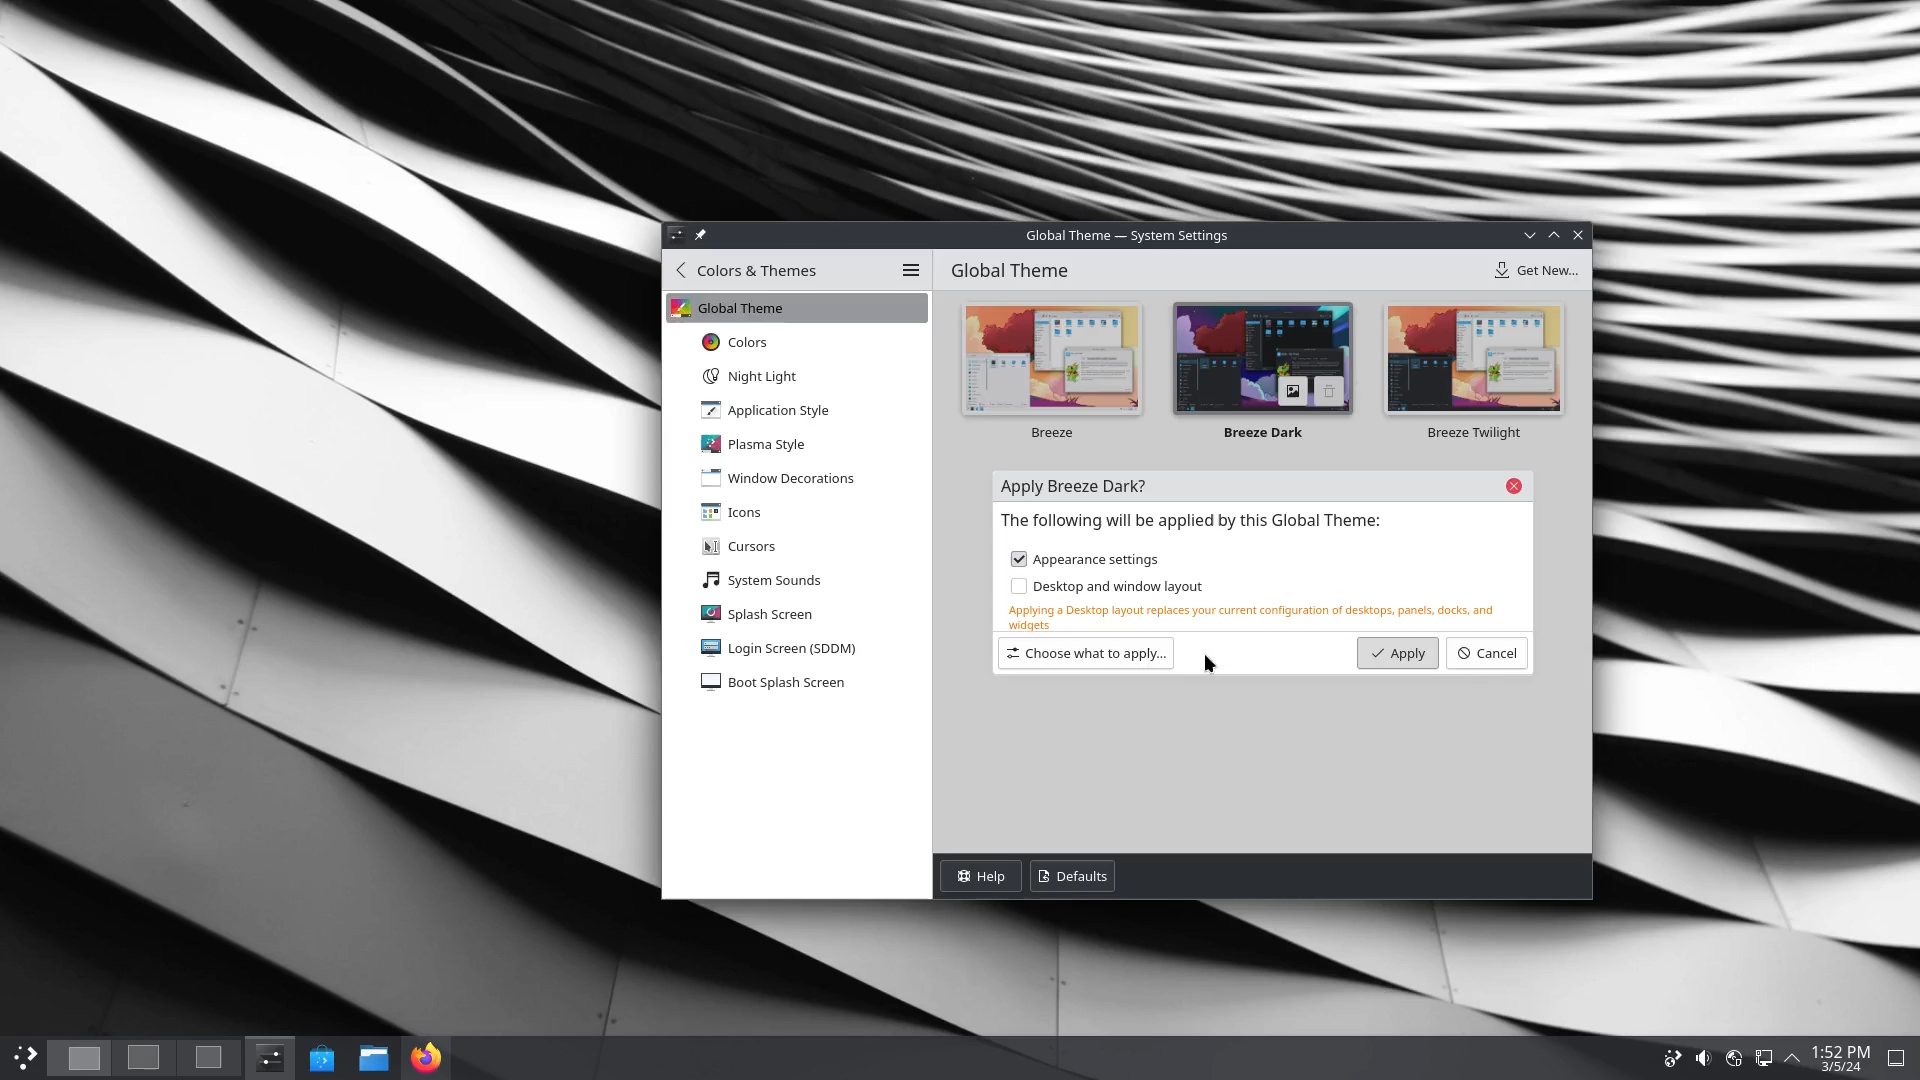 Global Theme — System Settings
Colors & Themes
Global Theme
Get New...
Global Theme
Colors
Night Light
Application Style
Plasma Style
Window Decorations
Icons
Cursors
System Sounds
Splash Screen
Login Screen (SDDM)
Boot Splash Screen
Breeze
Breeze Dark
Breeze Twilight
Apply Breeze Dark?
The following will be applied by this Global Theme:
Appearance settings
Desktop and window layout
Applying a Desktop layout replaces your current configuration of desktops, panels, docks, and
widgets
Choose what to apply...
Apply
Cancel
Help
Defaults
1:52 PM
3/5/24